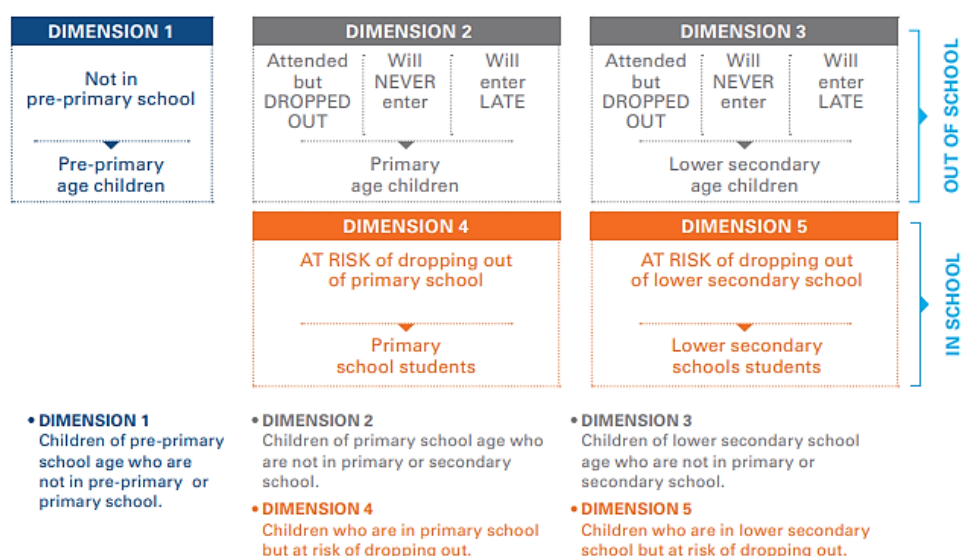 DIMENSION 1
Not in
pre-primary school
Pre-primary
age children
DIMENSION 2
Attended
but
DROPPED
OUT
Will
NEVER
enter
Will
enter
LATE
Primary
age children
DIMENSION 3
Attended
but
DROPPED
OUT
Will
NEVER
enter
Will
enter
LATE
Lower secondary
age children
OUT OF SCHOOL
DIMENSION 4
AT RISK of dropping out
of primary school
Primary
school students
DIMENSION 5
AT RISK of dropping out
of lower secondary school
Lower secondary
schools students
IN SCHOOL
• DIMENSION 1
Children of pre-primary
school age who are
not in pre-primary or
primary school.
• DIMENSION 2
Children of primary school age who
are not in primary or secondary
school.
• DIMENSION 4
Children who are in primary school
but at risk of dropping out.
• DIMENSION 3
Children of lower secondary school
age who are not in primary or
secondary school.
• DIMENSION 5
Children who are in lower secondary
school but at risk of dropping out.